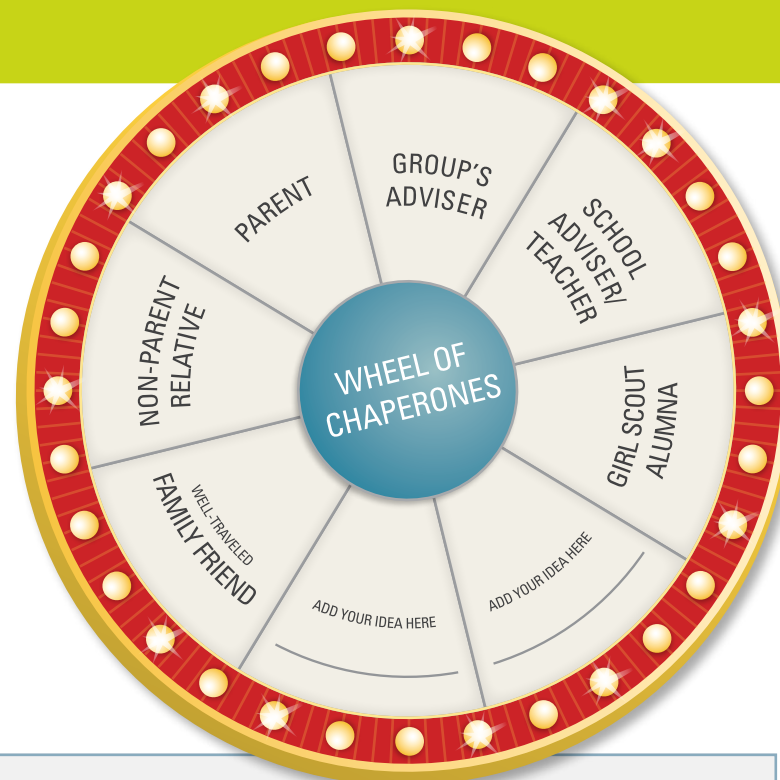 WHEEL OF
CHAPERONES
GROUP'S
ADVISER
SCHOOL
ADVISER/
TEACHER
GIRL SCOUT
ALUMNA
ADD YOUR IDEA HERE
ADD YOUR IDEA HERE
WELL-TRAVELED
FAMILY FRIEND
NON-PARENT
RELATIVE
PARENT